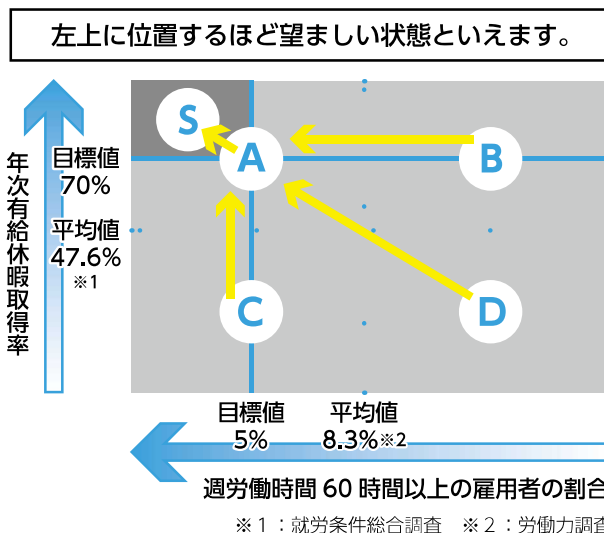 左上に位置するほど望ましい状態といえます。
年次有給休暇取得率
目標値
70%
平均値
47.6%
※1
S
A
B
C
D
目標値
5%
平均値
8.3%※2
週労働時間 60 時間以上の雇用者の割合
※1：就労条件総合調査 ※2：労働力調査